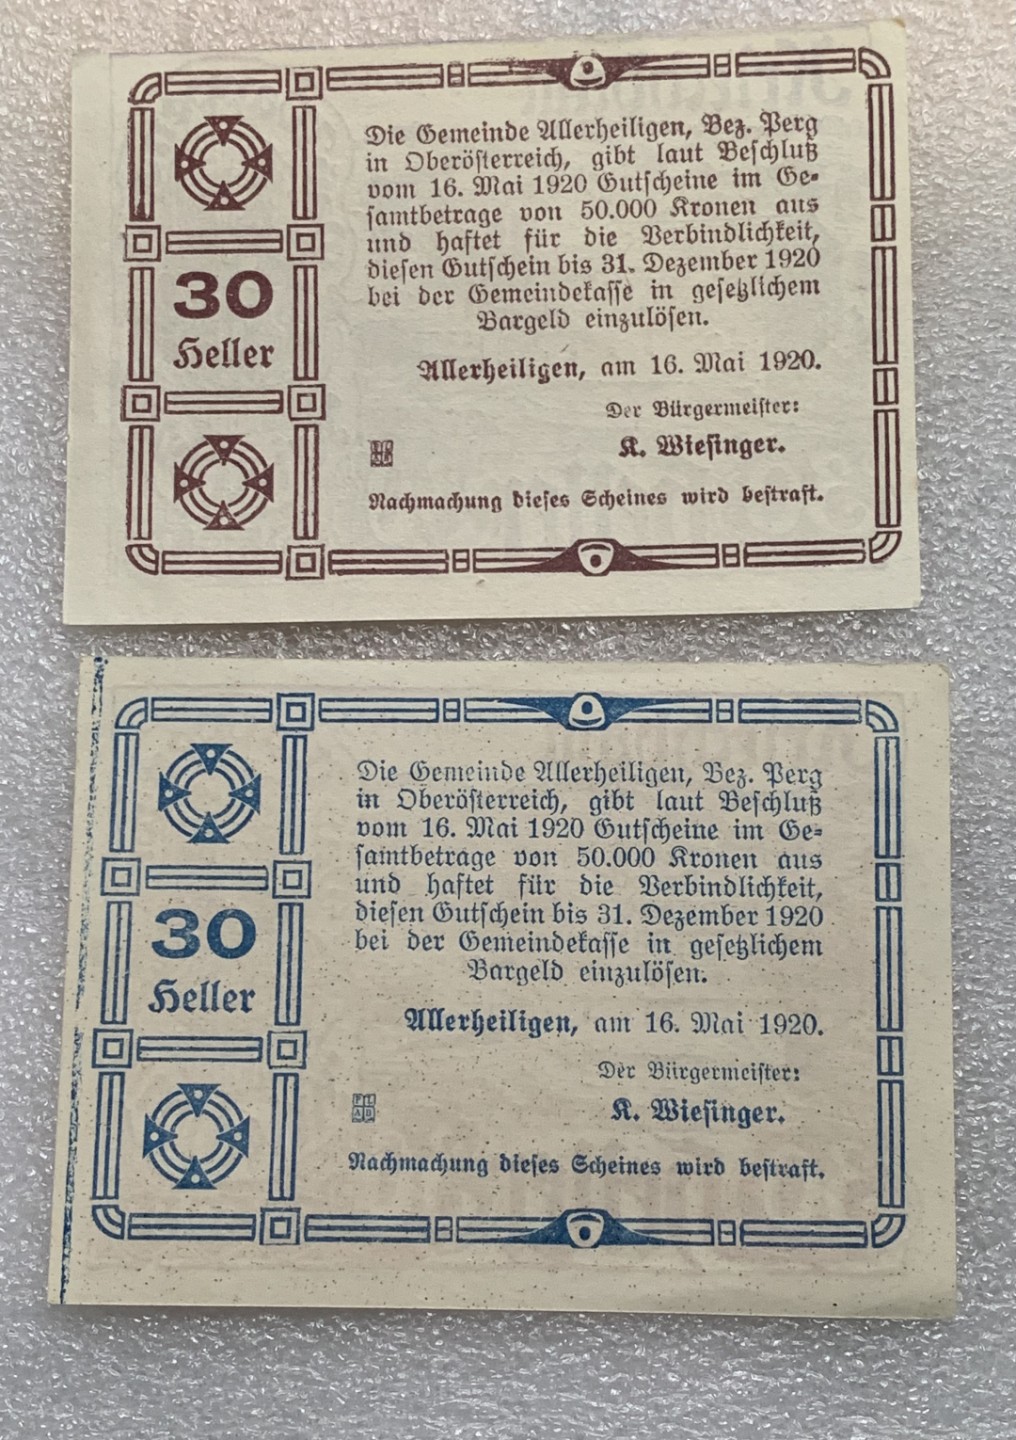 Die Gemeinde Allerheiligen, Bez. Perg
in Oberösterreich, gibt laut Beschluß
vom 16. Mai 1920 Gutscheine im Ge-
samtbetrage von 50.000 Kronen aus
und haftet für die Verbindlichkeit,
diesen Gutschein bis 31. Dezember 1920
bei der Gemeindekasse in gesetzlichem
Bargeld einzulösen.
30
Heller
Allerheiligen, am 16. Mai 1920.
Der Bürgermeister:
K. Wiesinger.
Nachmachung dieses Scheines wird bestraft.
Die Gemeinde Allerheiligen, Bez. Perg
in Oberösterreich, gibt laut Beschluß
vom 16. Mai 1920 Gutscheine im Ge-
samtbetrage von 50.000 Kronen aus
und haftet für die Verbindlichkeit,
diesen Gutschein bis 31. Dezember 1920
bei der Gemeindekasse in gesetzlichem
Bargeld einzulösen.
30
Heller
Allerheiligen, am 16. Mai 1920.
Der Bürgermeister:
K. Wiesinger.
Nachmachung dieses Scheines wird bestraft.